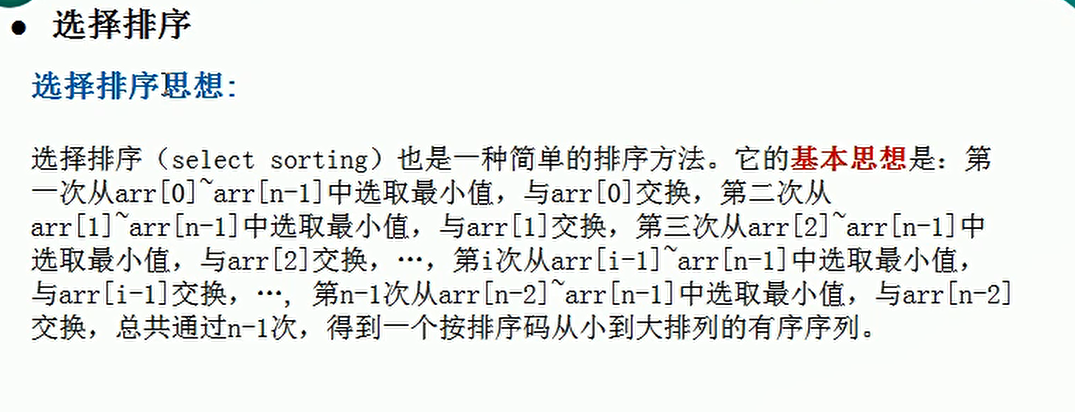 ● 选择排序
选择排序思想:
选择排序（select sorting）也是一种简单的排序方法。它的基本思想是：第
一次从arr[0]~arr[n-1]中选取最小值，与arr[0]交换，第二次从
arr[1]~arr[n-1]中选取最小值，与arr[1]交换，第三次从arr[2]~arr[n-1]中
选取最小值，与arr[2]交换，…，第i次从arr[i-1]~arr[n-1]中选取最小值，
与arr[i-1]交换，…, 第n-1次从arr[n-2]~arr[n-1]中选取最小值，与arr[n-2]
交换，总共通过n-1次，得到一个按排序码从小到大排列的有序序列。